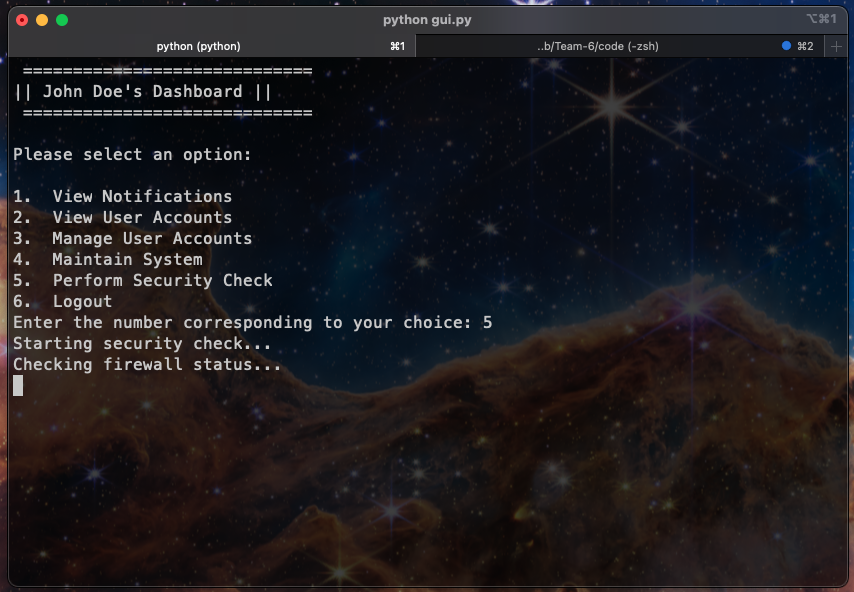 python gui.py
⌥⌘1
python (python)
⌘1
..b/Team-6/code (-zsh)
⌘2
=============================
|| John Doe's Dashboard ||
=============================
Please select an option:
1. View Notifications
2. View User Accounts
3. Manage User Accounts
4. Maintain System
5. Perform Security Check
6. Logout
Enter the number corresponding to your choice: 5
Starting security check...
Checking firewall status...